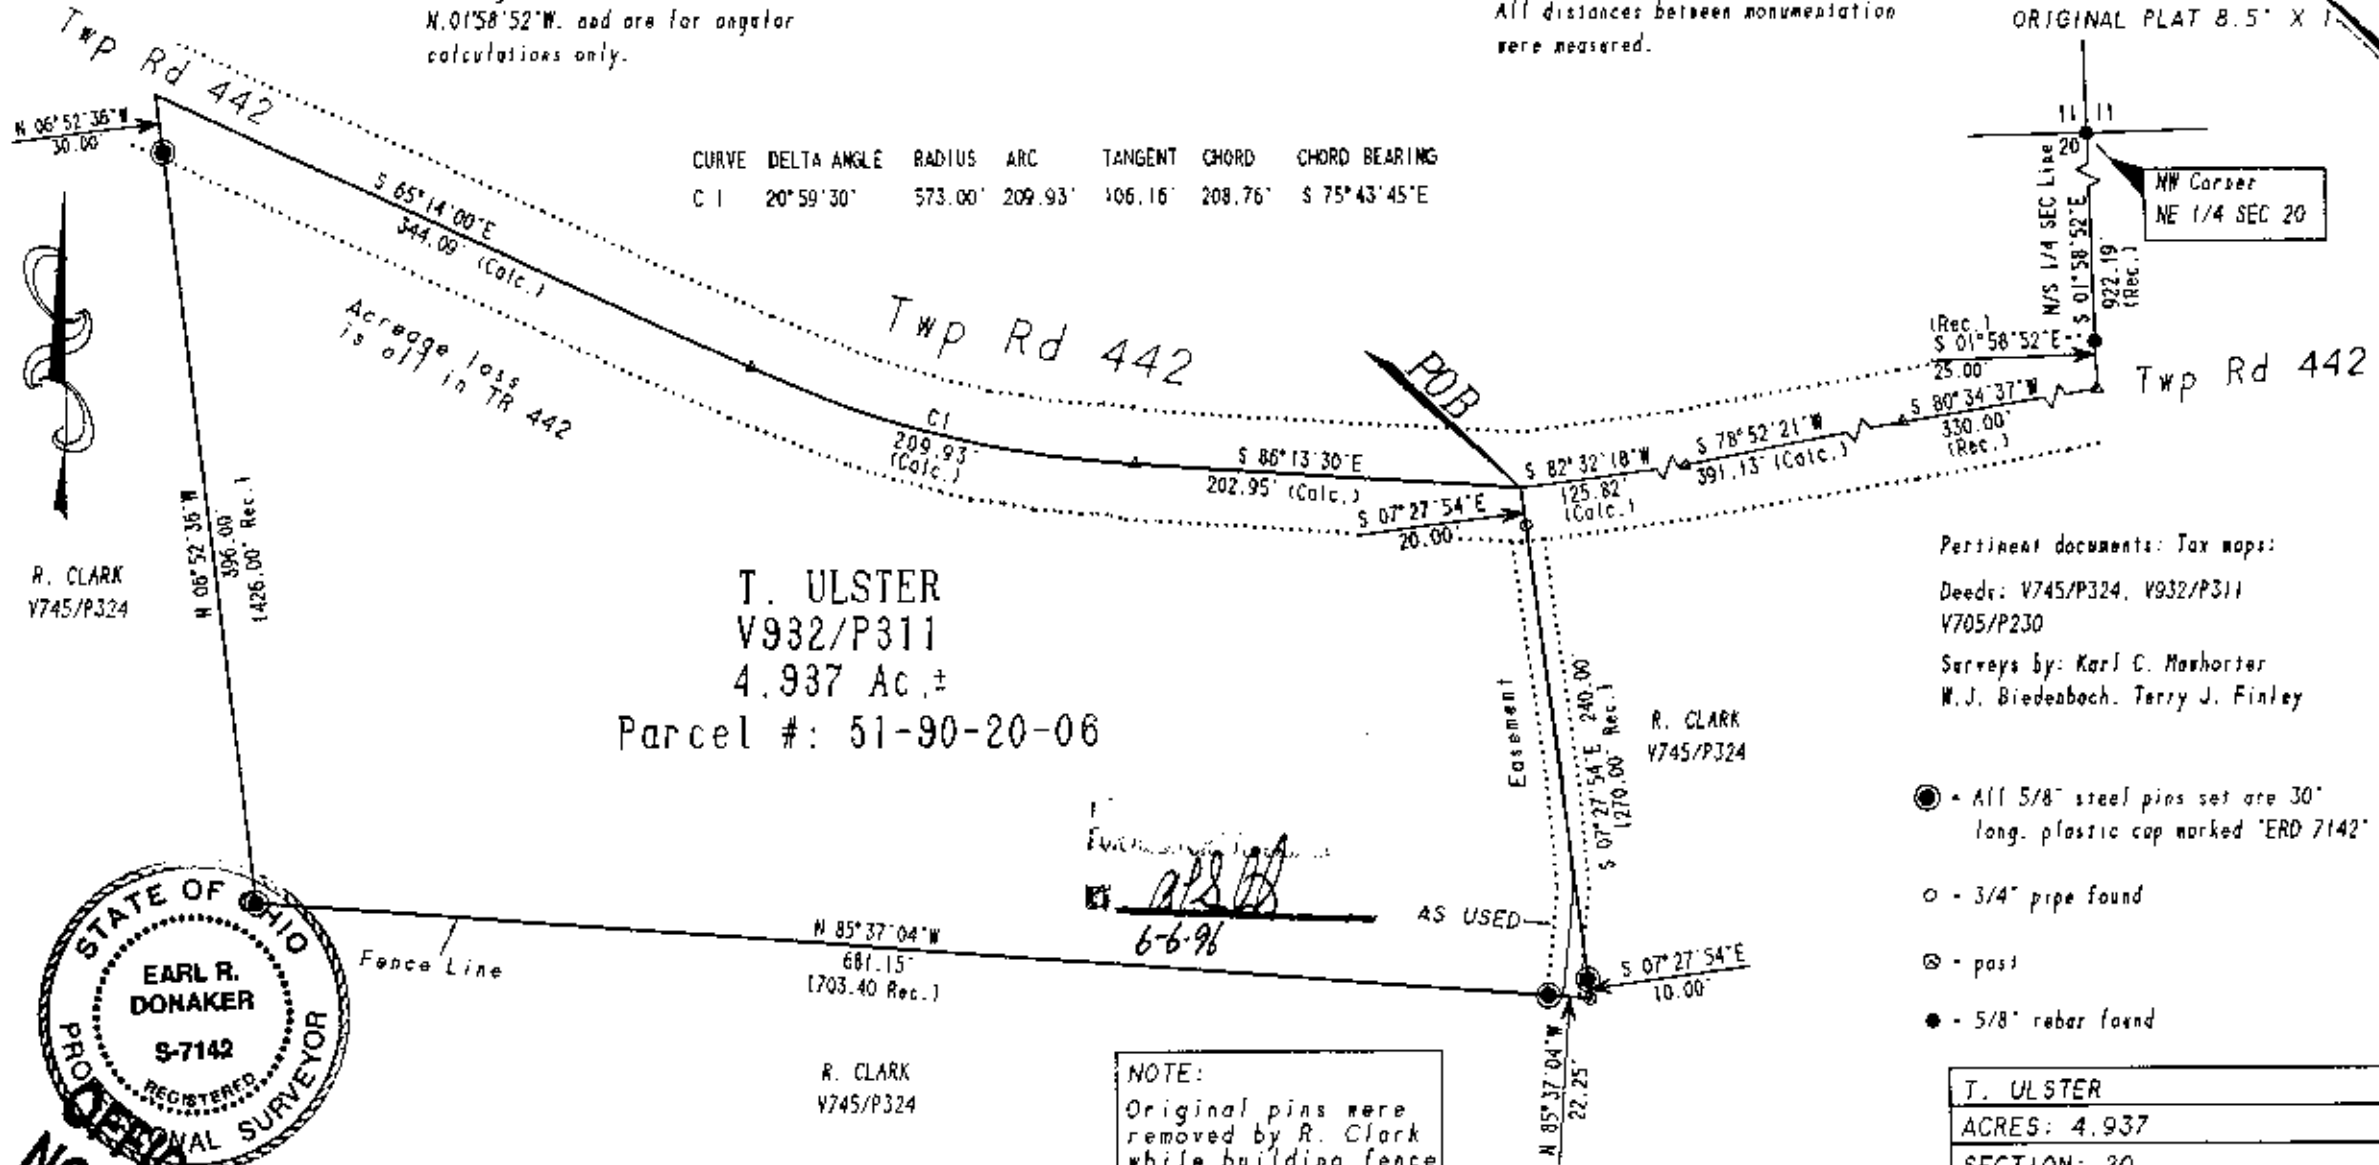 N.01°58'52"W. and are for angular
calculations only.
All distances between monumentation
were measured.
ORIGINAL PLAT 8.5" X
Twp Rd 442
N 06°52'36"W
30.00'
CURVE DELTA ANGLE RADIUS ARC TANGENT CHORD CHORD BEARING
C 1 20°59'30" 573.00' 209.93' 106.16' 208.76' S 75°43'45"E
11 11
20
NW Corner
NE 1/4 SEC 20
N/S 1/4 SEC Line
S 01°58'52"E
922.19'
(Rec.)
S 65°14'00"E
344.09' (Calc.)
Acreage loss
is all in TR 442
Twp Rd 442
POB
(Rec.)
S 01°58'52"E
25.00'
Twp Rd 442
C1
209.93'
(Calc.)
S 86°13'30"E
202.95' (Calc.)
S 82°32'18"W
125.82'
(Calc.)
S 78°52'21"W
391.13' (Calc.)
S 80°34'37"W
330.00'
(Rec.)
S 07°27'54"E
20.00'
N 06°52'36"W
396.00'
(426.00' Rec.)
R. CLARK
V745/P324
T. ULSTER
V932/P311
4.937 Ac.±
Parcel #: 51-90-20-06
Easement
S 07°27'54"E 240.00'
(270.00' Rec.)
R. CLARK
V745/P324
Pertinent documents: Tax maps:
Deeds: V745/P324, V932/P311
V705/P230
Surveys by: Karl C. Mowhorter
W.J. Biedenbach, Terry J. Finley
- All 5/8" steel pins set are 30"
long, plastic cap marked "ERD 7142"
- 3/4" pipe found
- post
- 5/8" rebar found
6-6-96
AS USED
Fence Line
N 85°37'04"W
681.15'
(703.40 Rec.)
S 07°27'54"E
10.00'
N 85°37'04"W
22.25'
STATE OF OHIO
EARL R.
DONAKER
S-7142
REGISTERED
PROFESSIONAL SURVEYOR
R. CLARK
V745/P324
NOTE:
Original pins were
removed by R. Clark
while building fence
T. ULSTER
ACRES: 4.937
SECTION: 20